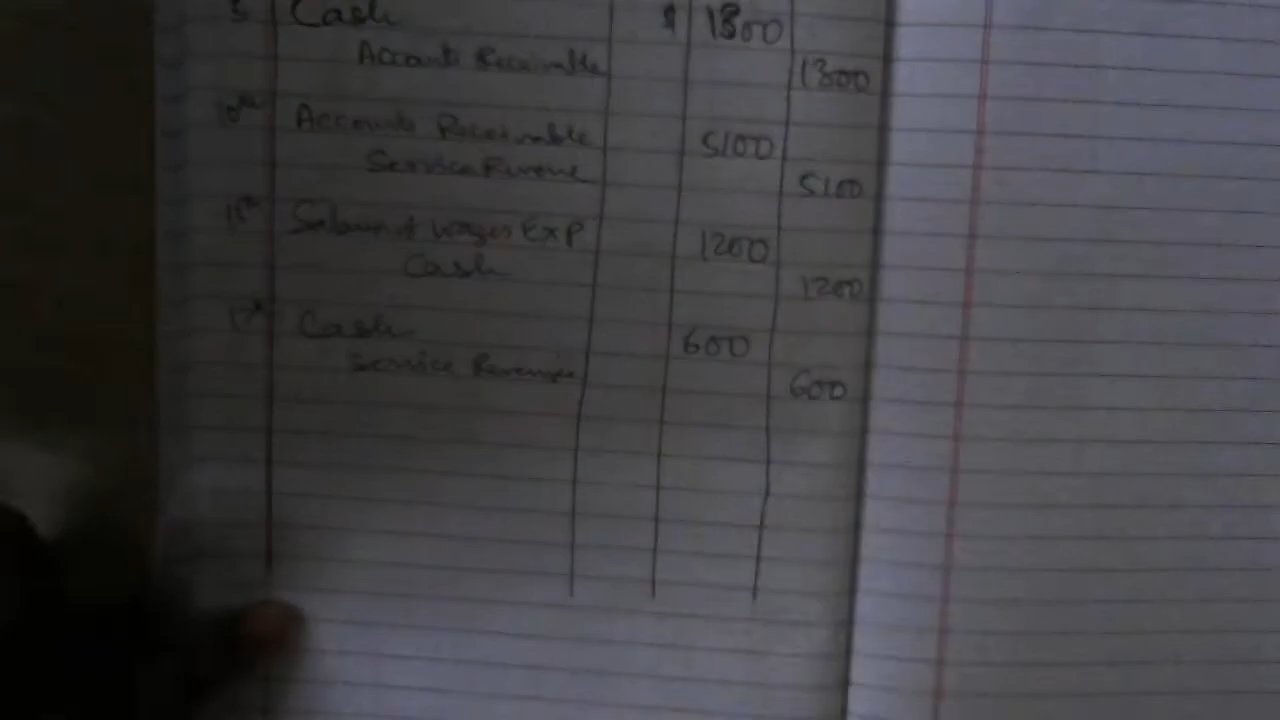 5 Cash $ 1800
Accounts Receivable 1800
10th Accounts Receivable 5100
Service Revenue 5100
Salaries & Wages Exp 1200
Cash 1200
17th Cash 600
Service Revenue 600